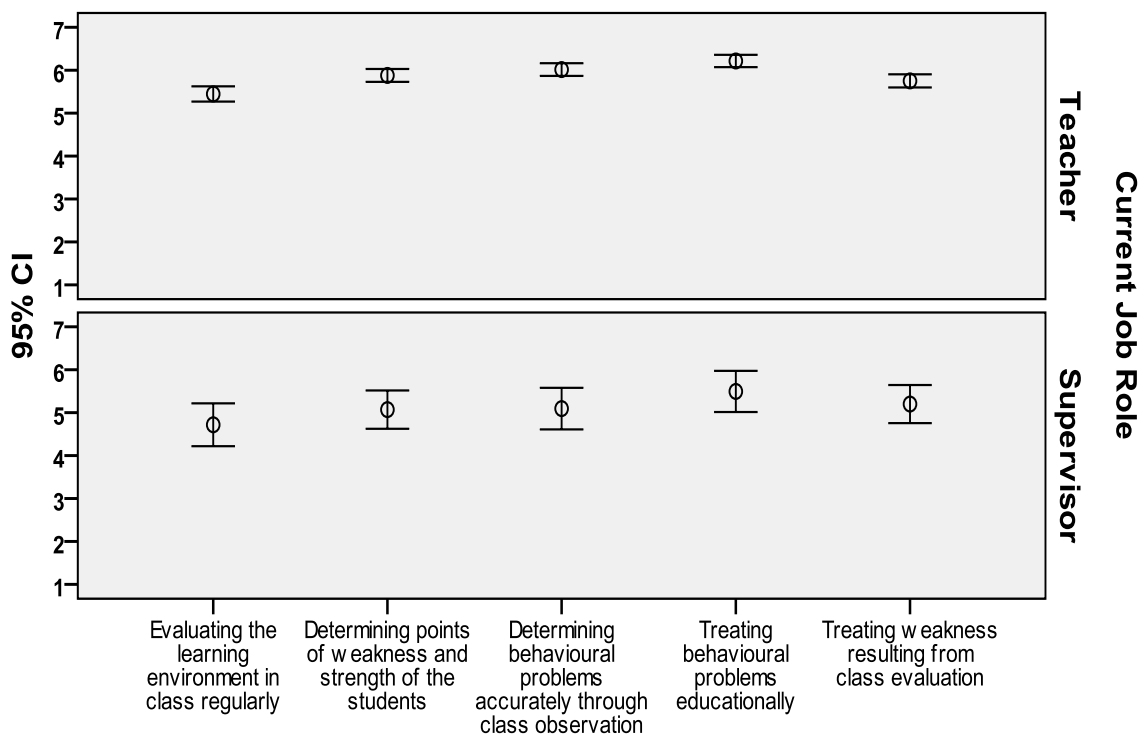 7
6
5
4
3
2
1
Teacher
7
6
5
4
3
2
1
Supervisor
95% CI
Current Job Role
Evaluating the
learning
environment in
class regularly
Determining points
of weakness and
strength of the
students
Determining
behavioural
problems
accurately through
class observation
Treating
behavioural
problems
educationally
Treating weakness
resulting from
class evaluation